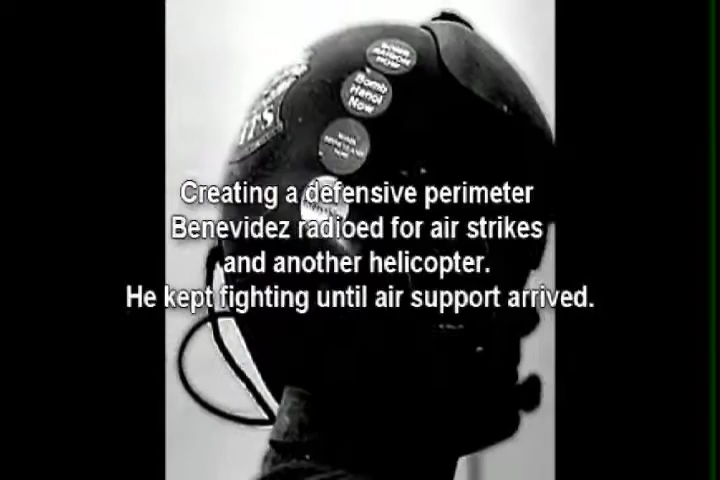 Bomb
Hanoi
Now
Creating a defensive perimeter
Benevidez radioed for air strikes
and another helicopter.
He kept fighting until air support arrived.